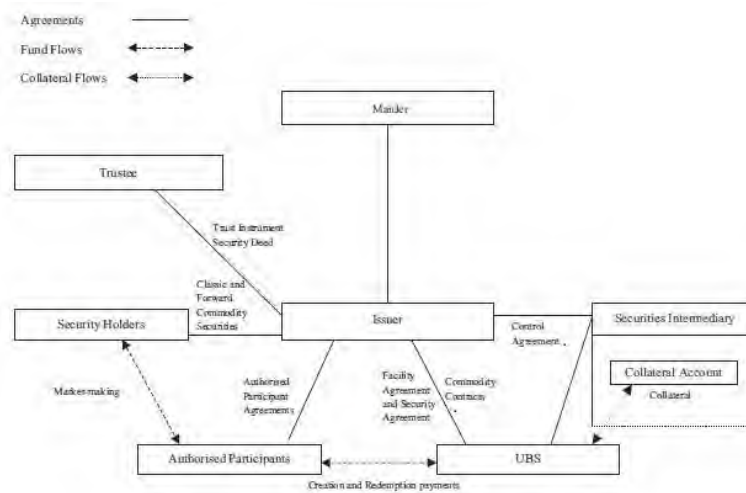 Agreements
Fund Flows
Collateral Flows
Master
Trustee
Trust Instrument
Security Deed
Classic and
Forward
Commodity
Securities
Security Holders
Issuer
Control
Agreement
Securities Intermediary
Collateral Account
Collateral
Market-making
Authorised
Participant
Agreements
Facility
Agreement
and Security
Agreement
Commodity
Contracts
Authorised Participants
UBS
Creation and Redemption payments